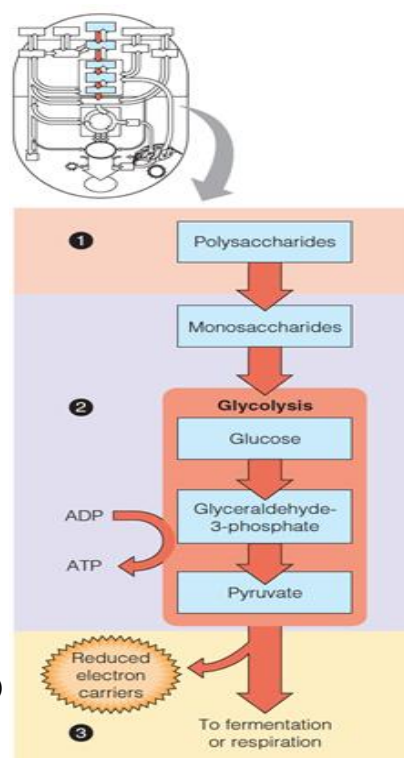 1
Polysaccharides
Monosaccharides
2
Glycolysis
Glucose
Glyceraldehyde-
3-phosphate
ADP
ATP
Pyruvate
Reduced
electron
carriers
)
3
To fermentation
or respiration